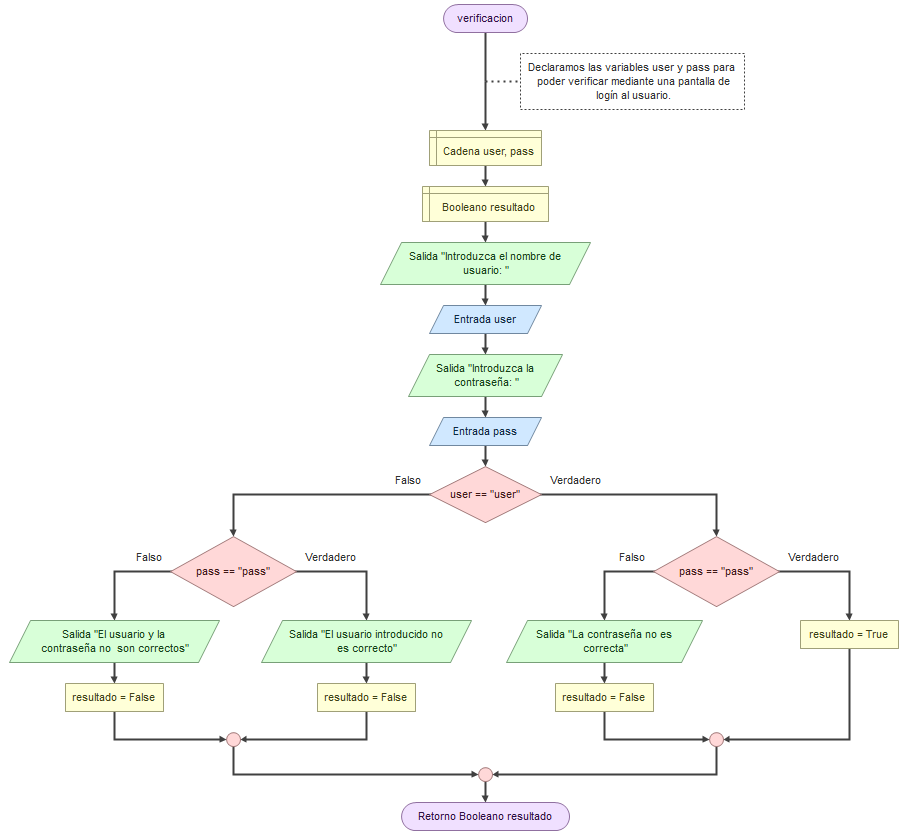 verificacion
Declaramos las variables user y pass para
poder verificar mediante una pantalla de
logín al usuario.
Cadena user, pass
Booleano resultado
Salida "Introduzca el nombre de
usuario: "
Entrada user
Salida "Introduzca la
contraseña: "
Entrada pass
Falso
user == "user"
Verdadero
Falso
pass == "pass"
Verdadero
Falso
pass == "pass"
Verdadero
Salida "El usuario y la
contraseña no  son correctos"
Salida "El usuario introducido no
es correcto"
Salida "La contraseña no es
correcta"
resultado = True
resultado = False
resultado = False
resultado = False
Retorno Booleano resultado